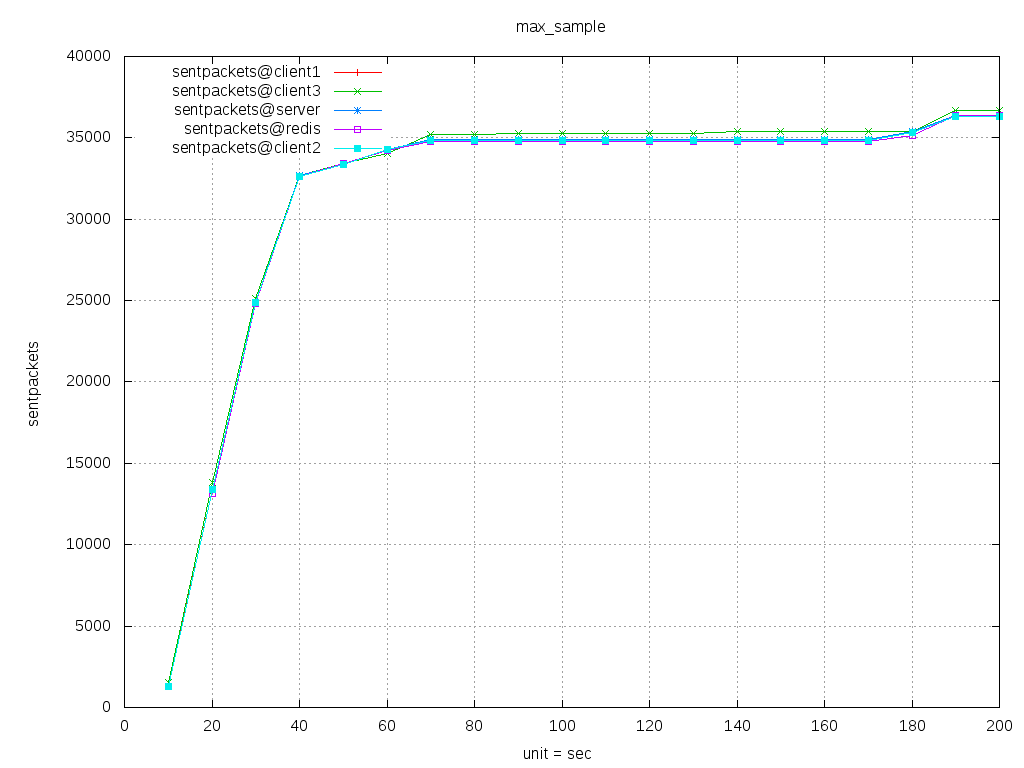 max_sample
40000
35000
30000
25000
20000
15000
10000
5000
0
sentpackets
sentpackets@client1
sentpackets@client3
sentpackets@server
sentpackets@redis
sentpackets@client2
0 20 40 60 80 100 120 140 160 180 200
unit = sec